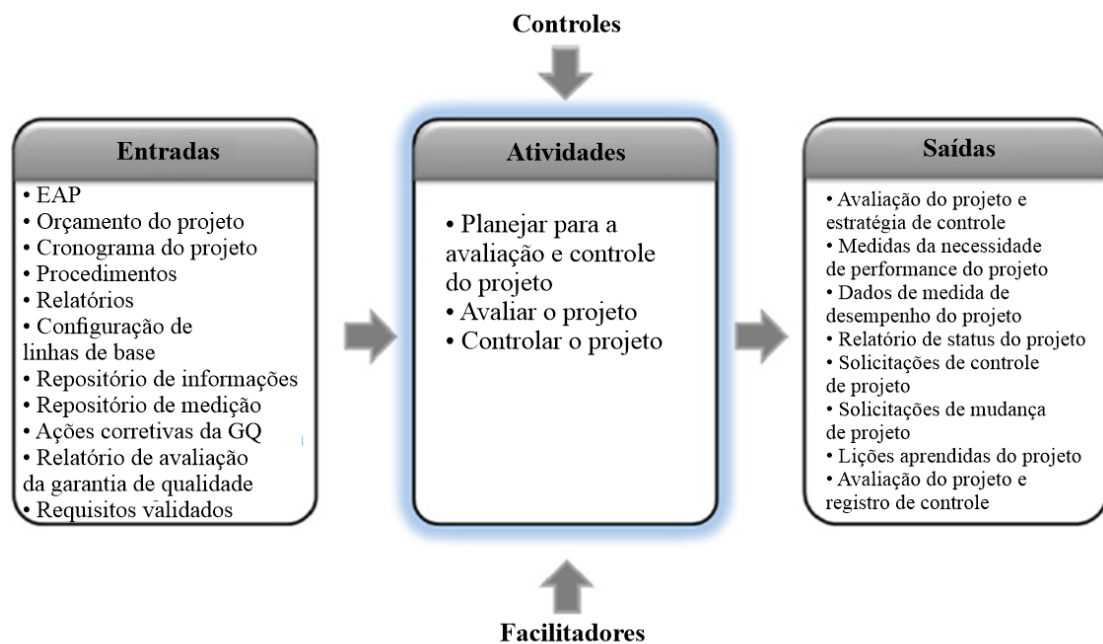 Controles
Entradas
• EAP
• Orçamento do projeto
• Cronograma do projeto
• Procedimentos
• Relatórios
• Configuração de
linhas de base
• Repositório de informações
• Repositório de medição
• Ações corretivas da GQ
• Relatório de avaliação
da garantia de qualidade
• Requisitos validados
Atividades
• Planejar para a
avaliação e controle
do projeto
• Avaliar o projeto
• Controlar o projeto
Saídas
• Avaliação do projeto e
estratégia de controle
• Medidas da necessidade
de performance do projeto
• Dados de medida de
desempenho do projeto
• Relatório de status do projeto
• Solicitações de controle
de projeto
• Solicitações de mudança
de projeto
• Lições aprendidas do projeto
• Avaliação do projeto e
registro de controle
Facilitadores